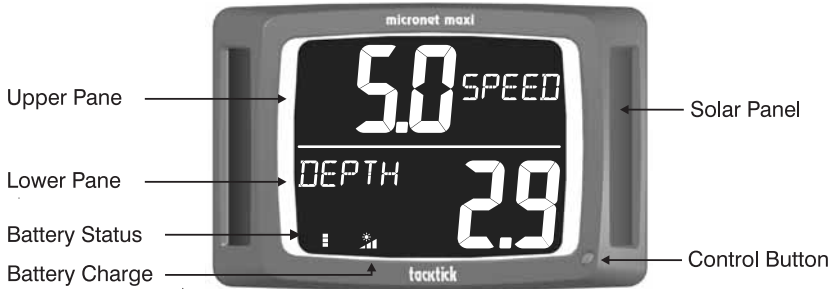 micronet maxi
5.0 SPEED
Upper Pane
Solar Panel
DEPTH
Lower Pane
2.9
Battery Status
Battery Charge
tacktick
Control Button